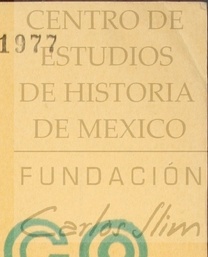 CENTRO DE
1977
ESTUDIOS
DE HISTORIA
DE MEXICO
FUNDACIÓN
Carlos Slim